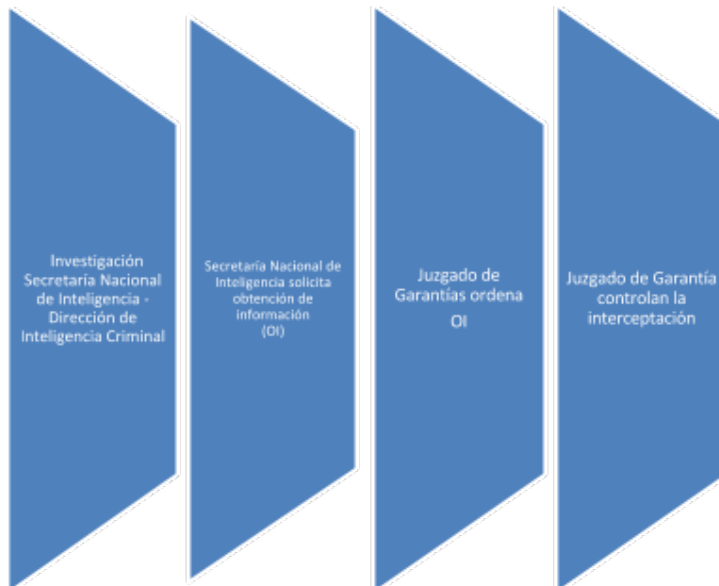 Investigación
Secretaría Nacional
de Inteligencia -
Dirección de
Inteligencia Criminal
Secretaría Nacional de
Inteligencia solicita
obtención de
información
(OI)
Juzgado de
Garantías ordena
OI
Juzgado de Garantía
controlan la
interceptación